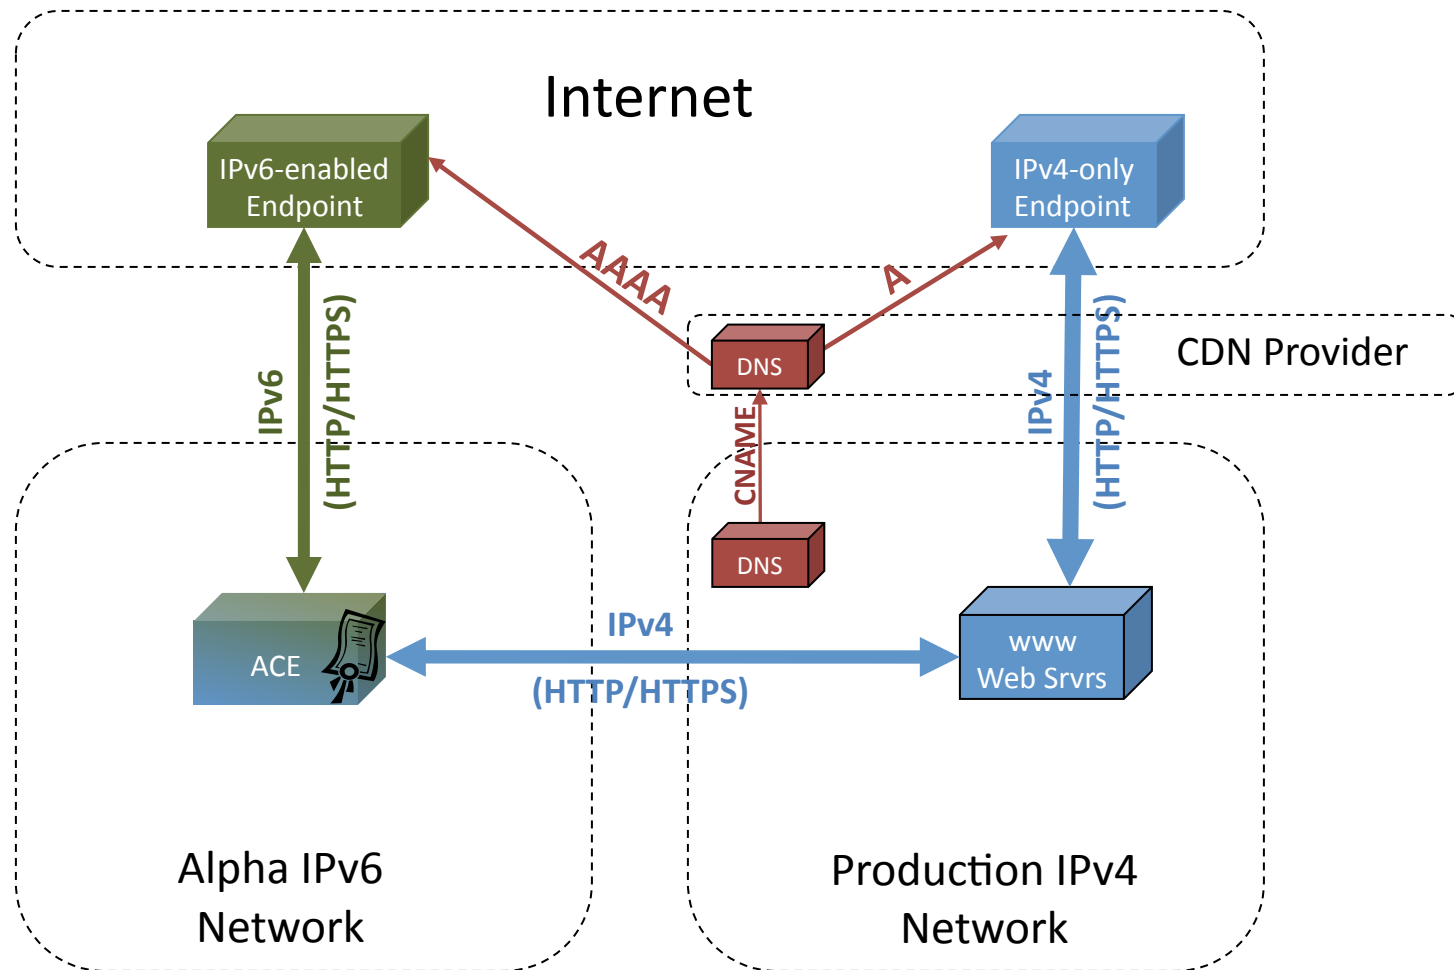 Internet
IPv6-enabled
Endpoint
IPv4-only
Endpoint
AAAA
A
DNS
CDN Provider
IPv6
(HTTP/HTTPS)
IPv4
(HTTP/HTTPS)
CNAME
DNS
ACE
IPv4
(HTTP/HTTPS)
www
Web Srvrs
Alpha IPv6
Network
Production IPv4
Network